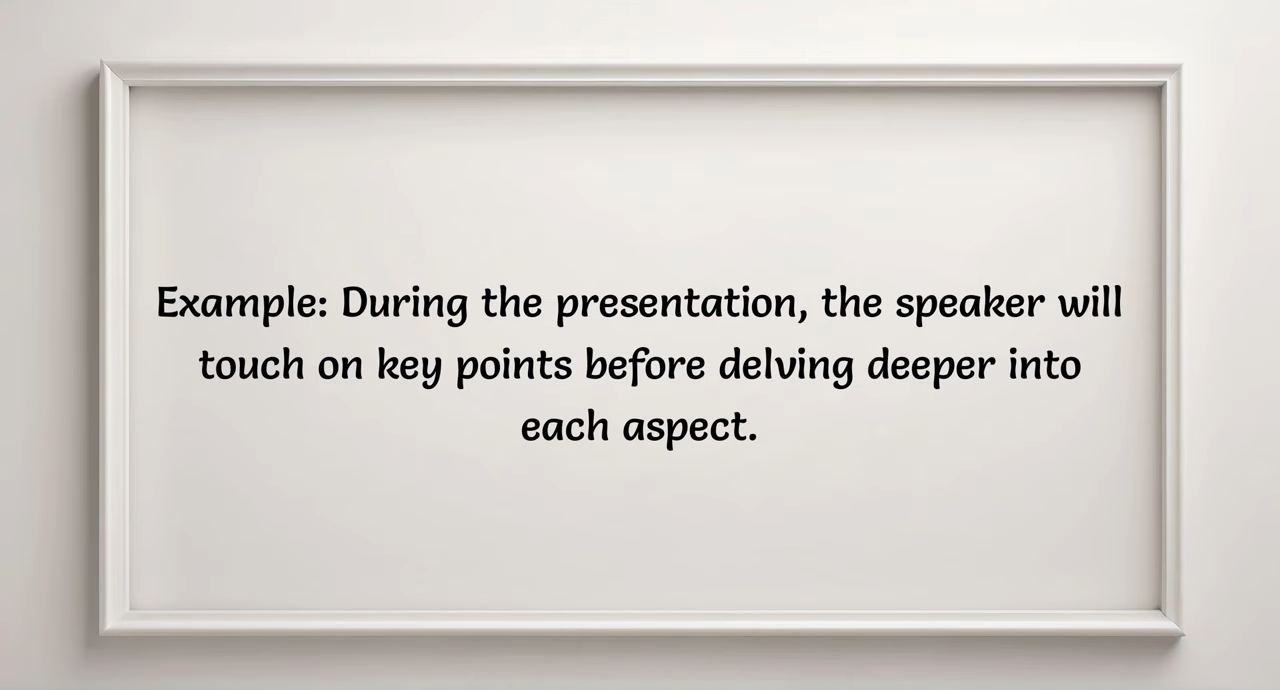 Example: During the presentation, the speaker will
touch on key points before delving deeper into
each aspect.